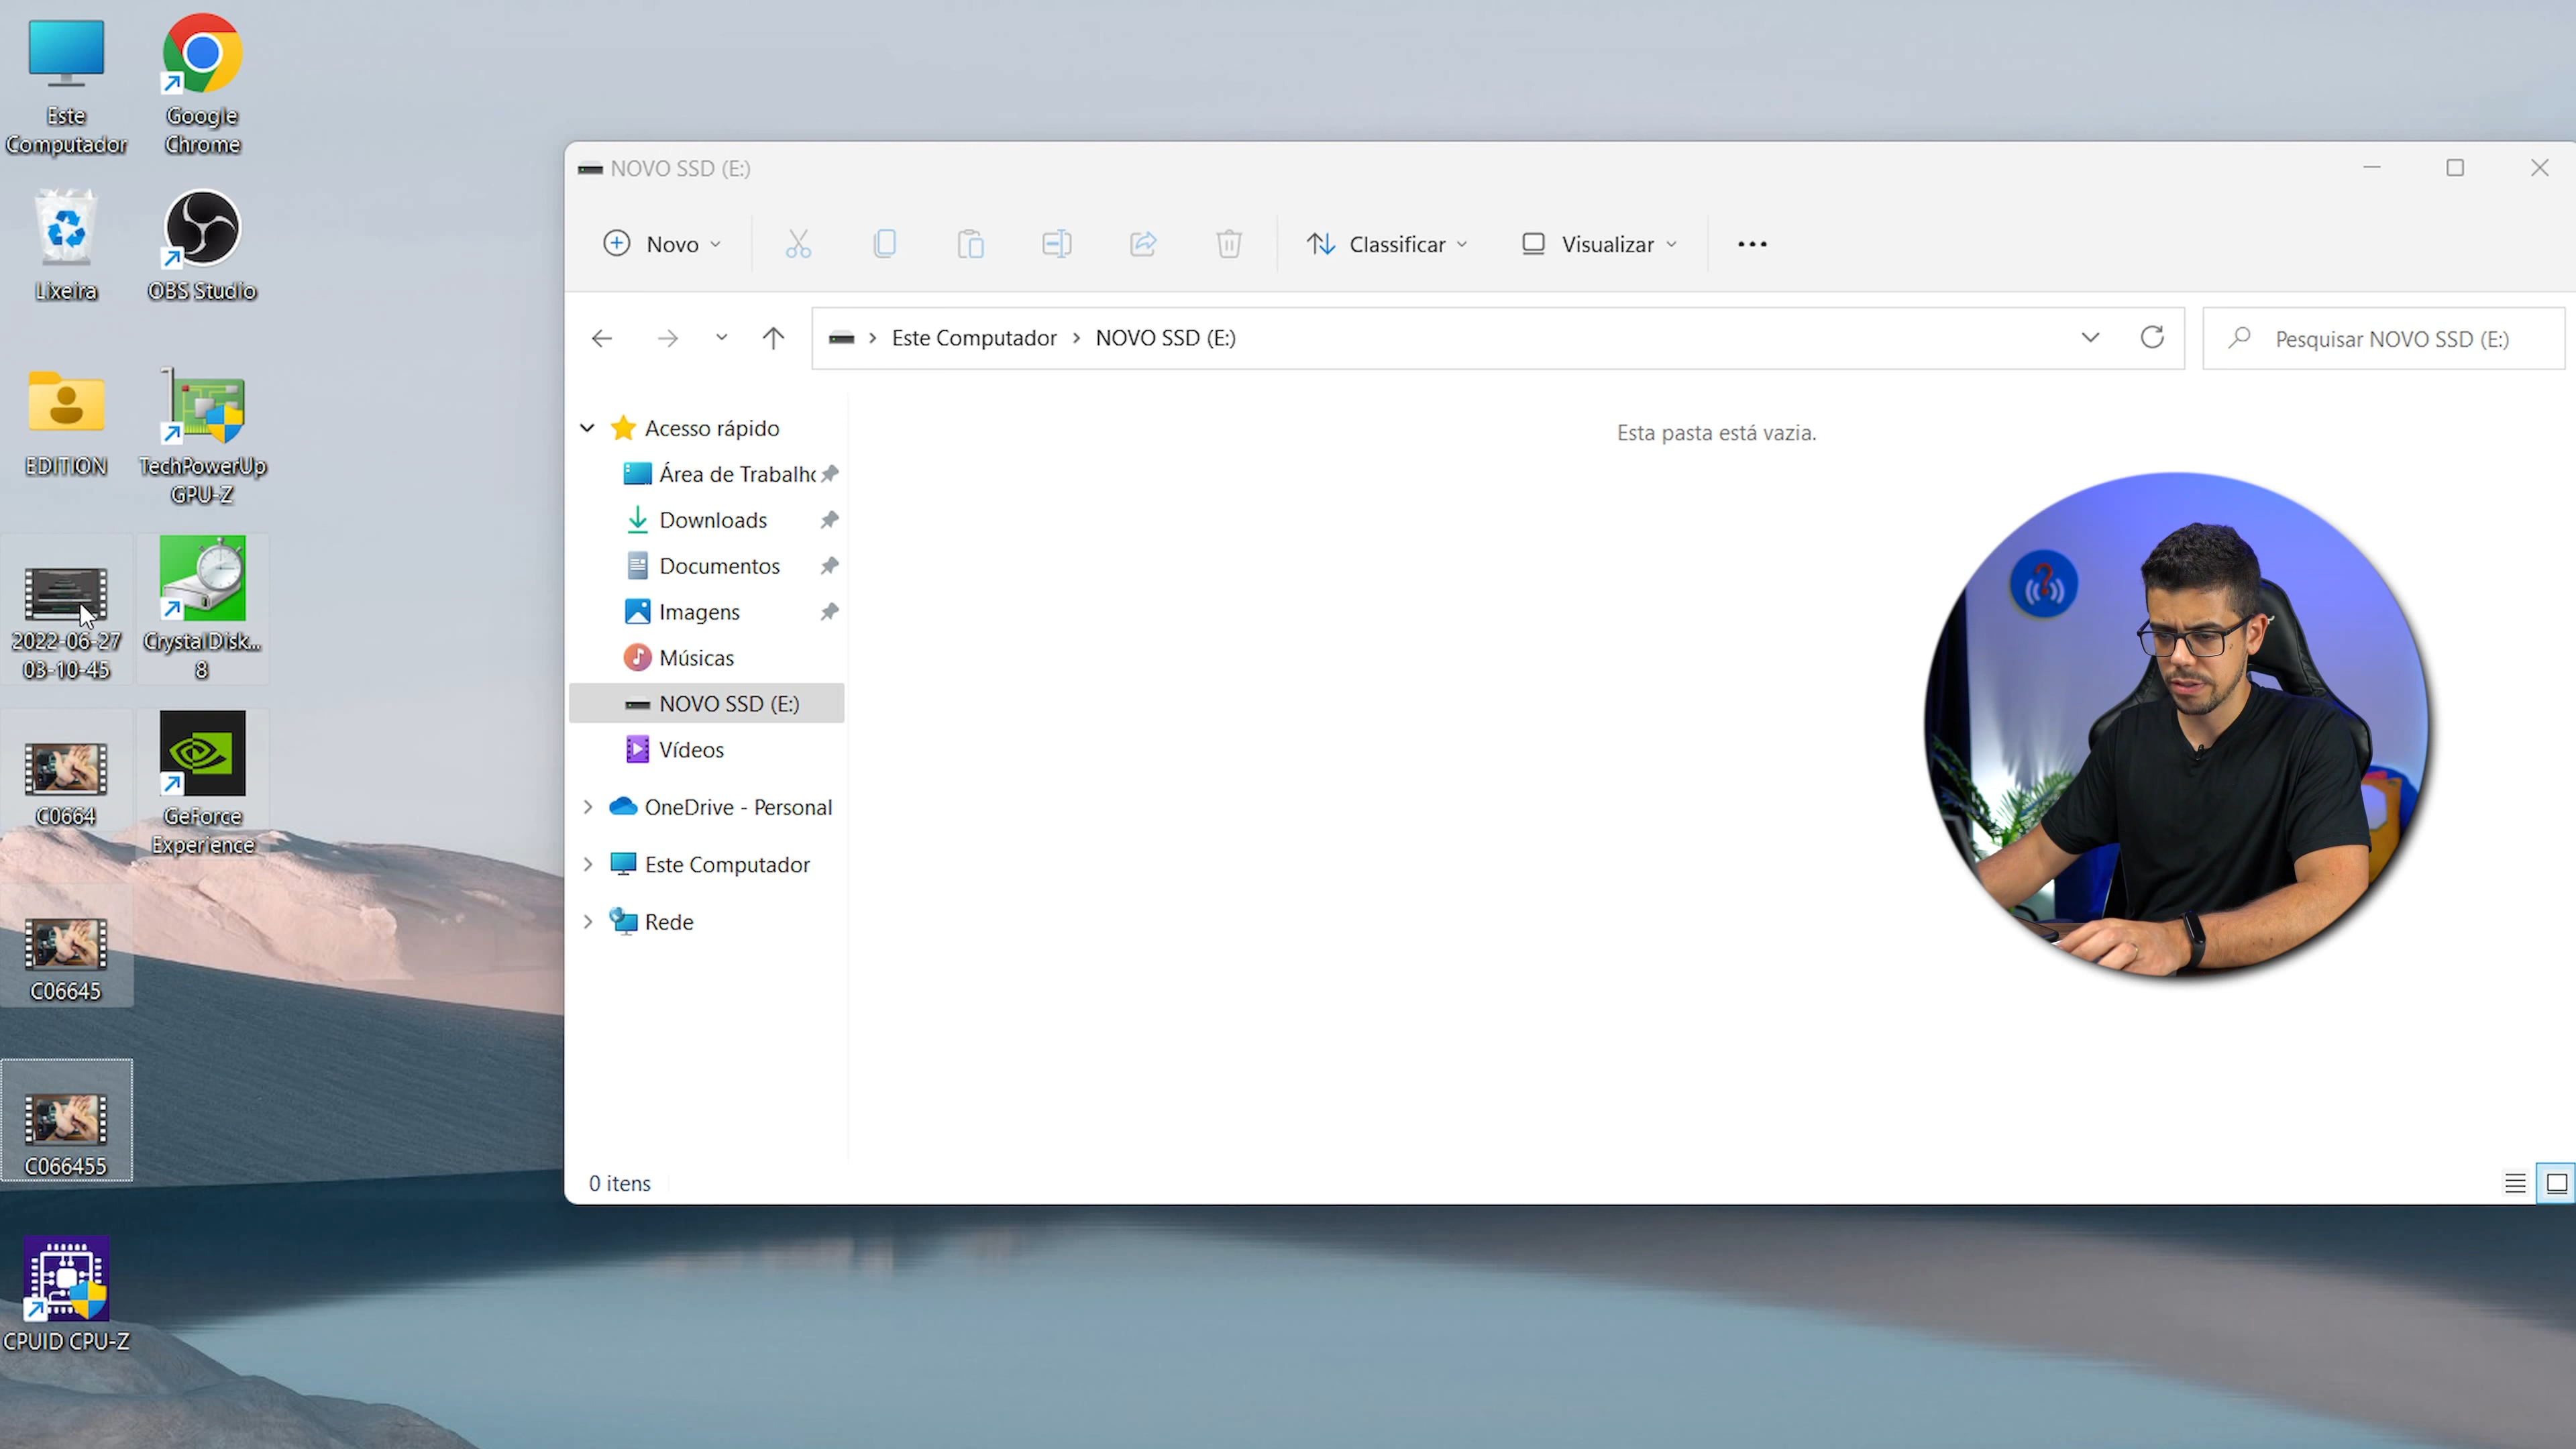 Este
Computador
Google
Chrome
Lixeira
OBS Studio
EDITION
TechPowerUp
GPU-Z
2022-06-27
03-10-45
CrystalDisk...
8
C0664
GeForce
Experience
C06645
C066455
CPUID CPU-Z
NOVO SSD (E:)
Novo
Classificar
Visualizar
Este Computador > NOVO SSD (E:)
Pesquisar NOVO SSD (E:)
Acesso rápido
Área de Trabalho
Downloads
Documentos
Imagens
Músicas
NOVO SSD (E:)
Vídeos
OneDrive - Personal
Este Computador
Rede
Esta pasta está vazia.
0 itens